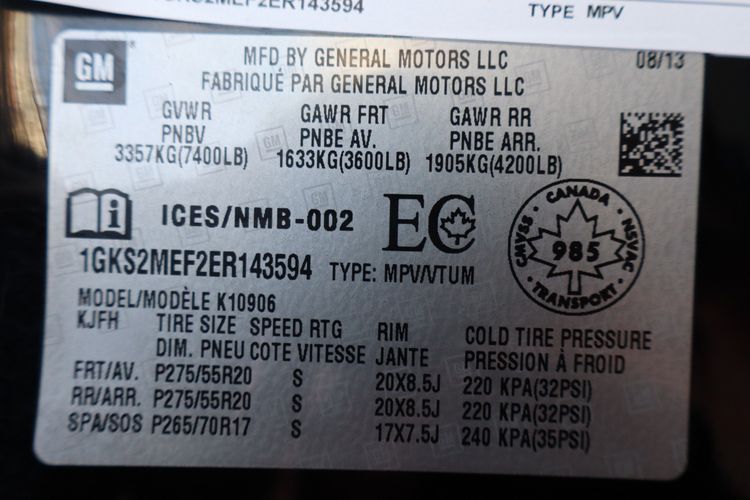 1GKS2MEF2ER143594
TYPE MPV
GM
MFD BY GENERAL MOTORS LLC
08/13
FABRIQUÉ PAR GENERAL MOTORS LLC
GVWR GAWR FRT GAWR RR
PNBV PNBE AV. PNBE ARR.
3357KG(7400LB) 1633KG(3600LB) 1905KG(4200LB)
i ICES/NMB-002 EC
CANADA
CMVSS 985 NSVAC
TRANSPORT
1GKS2MEF2ER143594 TYPE: MPV/VTUM
MODEL/MODÈLE K10906
KJFH TIRE SIZE SPEED RTG RIM COLD TIRE PRESSURE
DIM. PNEU COTE VITESSE JANTE PRESSION À FROID
FRT/AV. P275/55R20 S 20X8.5J 220 KPA(32PSI)
RR/ARR. P275/55R20 S 20X8.5J 220 KPA(32PSI)
SPA/SOS P265/70R17 S 17X7.5J 240 KPA(35PSI)